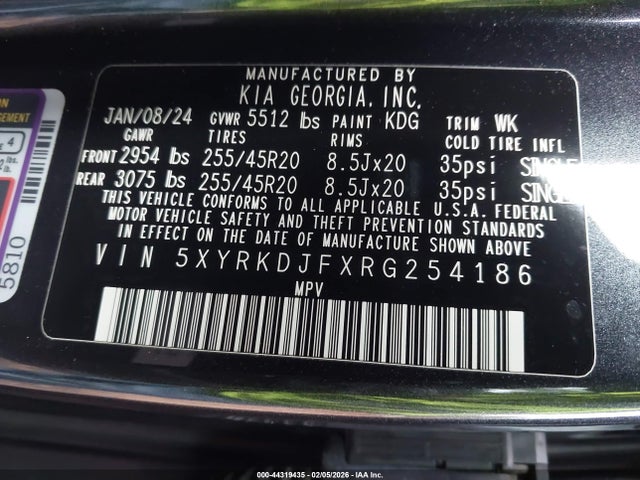 MANUFACTURED BY
KIA GEORGIA, INC.
JAN/08/24 GVWR 5512 lbs PAINT KDG TRIM WK
GAWR TIRES RIMS COLD TIRE INFL
FRONT 2954 lbs 255/45R20 8.5Jx20 35psi SINGLE
REAR 3075 lbs 255/45R20 8.5Jx20 35psi SINGLE
THIS VEHICLE CONFORMS TO ALL APPLICABLE U.S.A. FEDERAL
MOTOR VEHICLE SAFETY AND THEFT PREVENTION STANDARDS
IN EFFECT ON THE DATE OF MANUFACTURE SHOWN ABOVE
VIN 5XYRKDJFXRG254186
MPV
5810
000-44319435 - 02/05/2026 - IAA Inc.